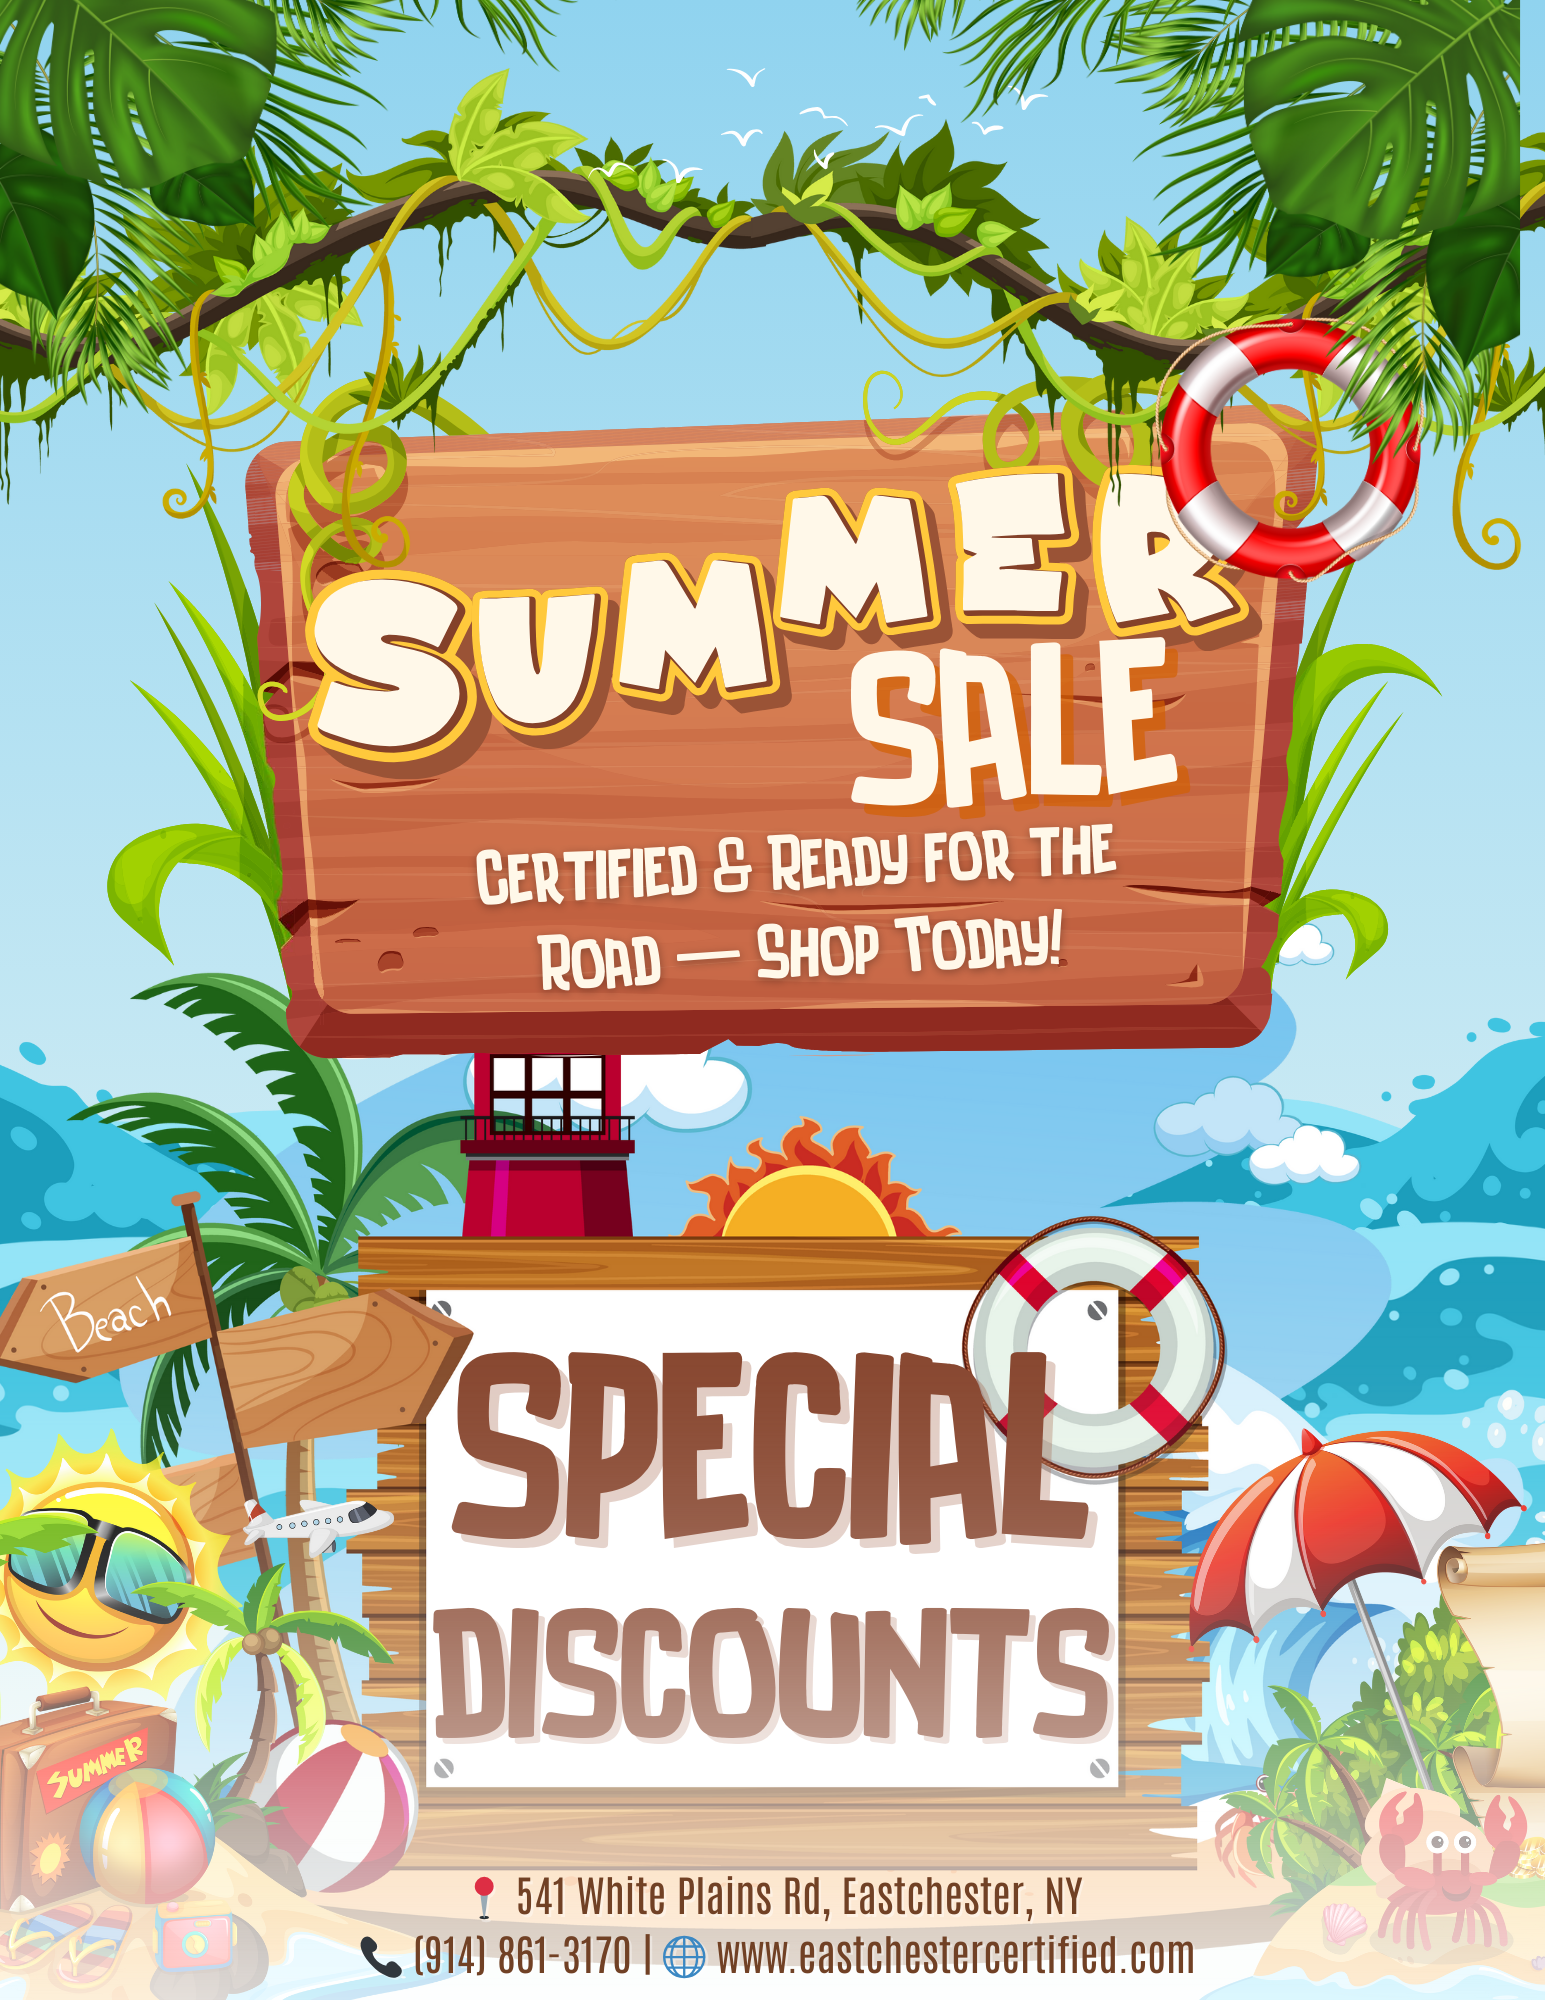 SUMMER
SALE
CERTIFIED & READY FOR THE
ROAD — SHOP TODAY!
Beach
SPECIAL
DISCOUNTS
SUMMER
541 White Plains Rd, Eastchester, NY
(914) 861-3170 | www.eastchestercertified.com